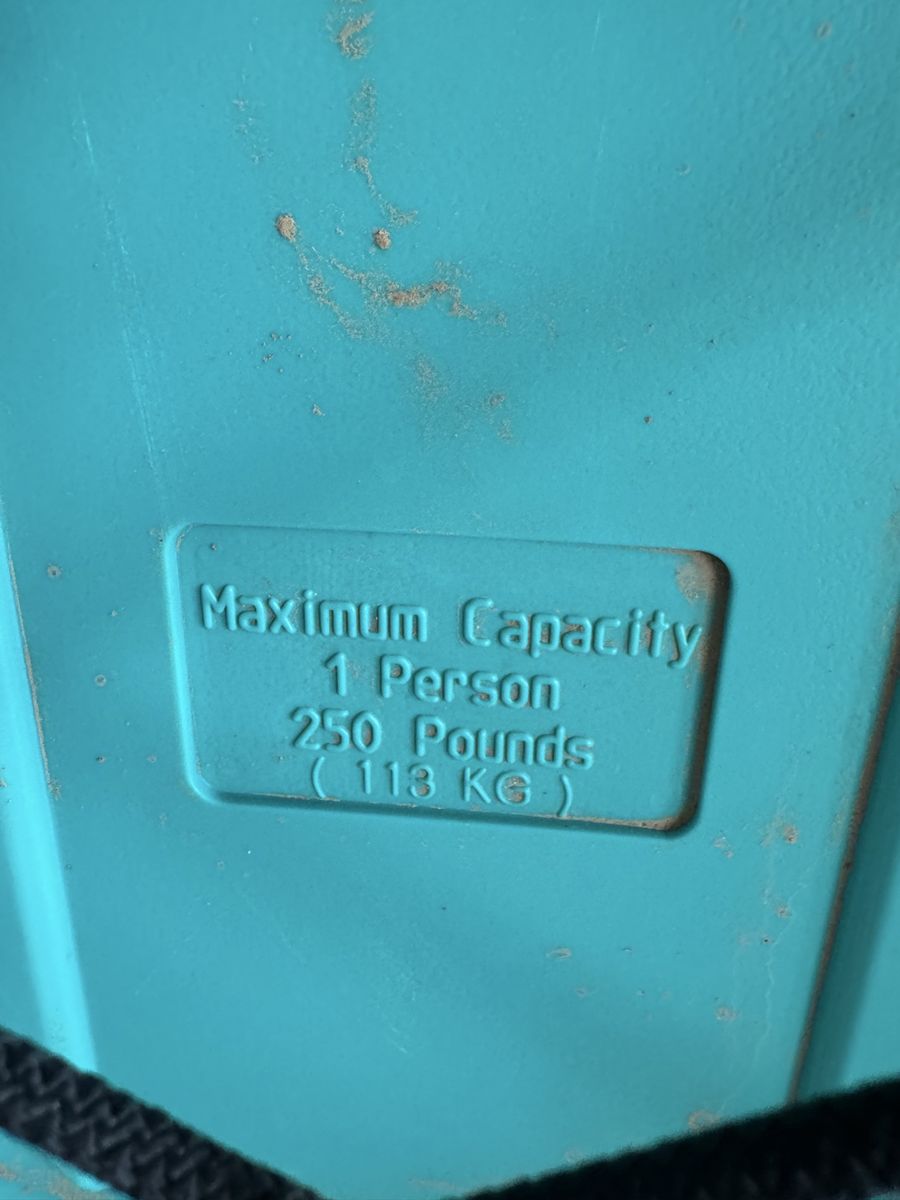 Maximum Capacity
1 Person
250 Pounds
( 113 KG )